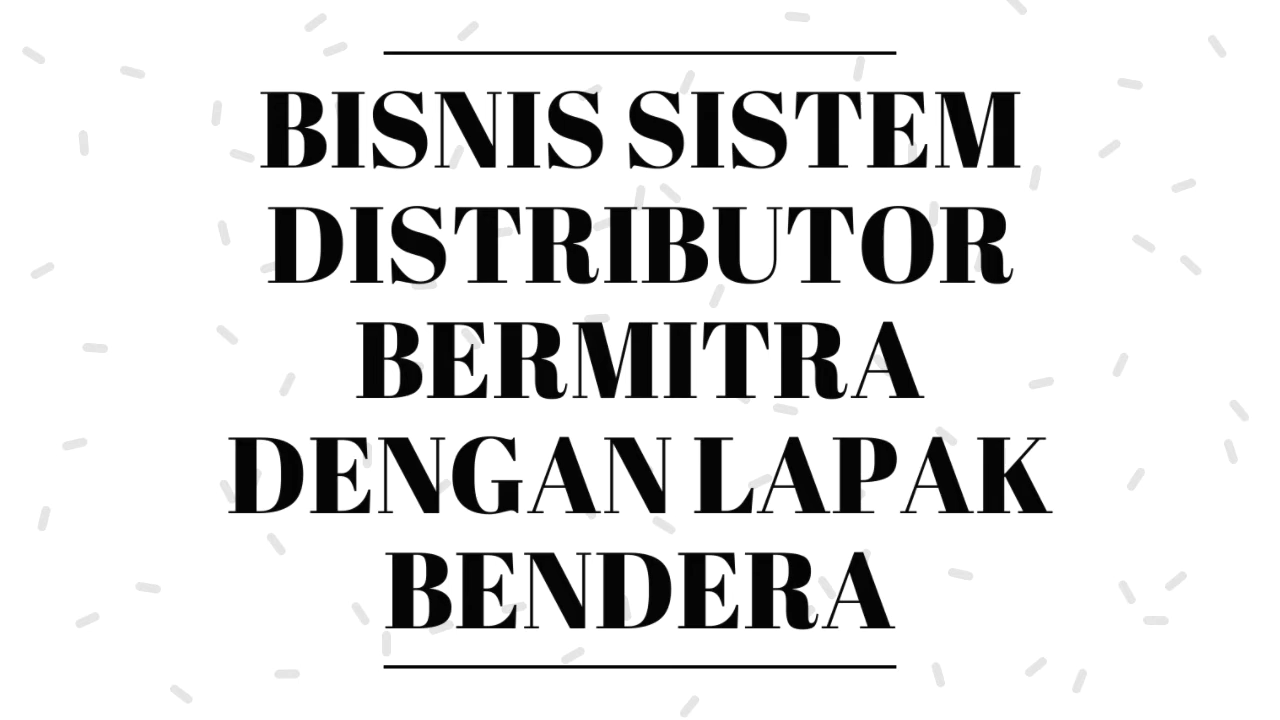 BISNIS SISTEM
DISTRIBUTOR
BERMITRA
DENGAN LAPAK
BENDERA